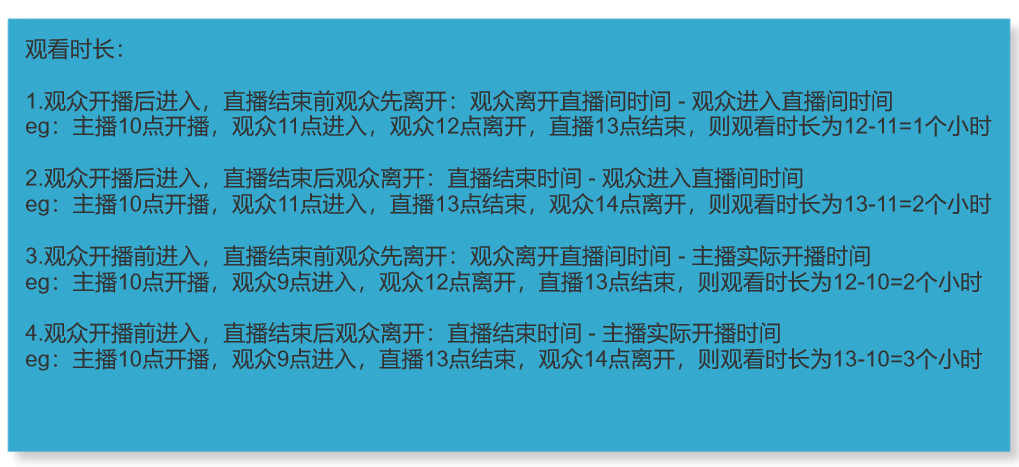 观看时长：
1.观众开播后进入，直播结束前观众先离开：观众离开直播间时间 - 观众进入直播间时间
eg：主播10点开播，观众11点进入，观众12点离开，直播13点结束，则观看时长为12-11=1个小时
2.观众开播后进入，直播结束后观众离开：直播结束时间 - 观众进入直播间时间
eg：主播10点开播，观众11点进入，直播13点结束，观众14点离开，则观看时长为13-11=2个小时
3.观众开播前进入，直播结束前观众先离开：观众离开直播间时间 - 主播实际开播时间
eg：主播10点开播，观众9点进入，观众12点离开，直播13点结束，则观看时长为12-10=2个小时
4.观众开播前进入，直播结束后观众离开：直播结束时间 - 主播实际开播时间
eg：主播10点开播，观众9点进入，直播13点结束，观众14点离开，则观看时长为13-10=3个小时